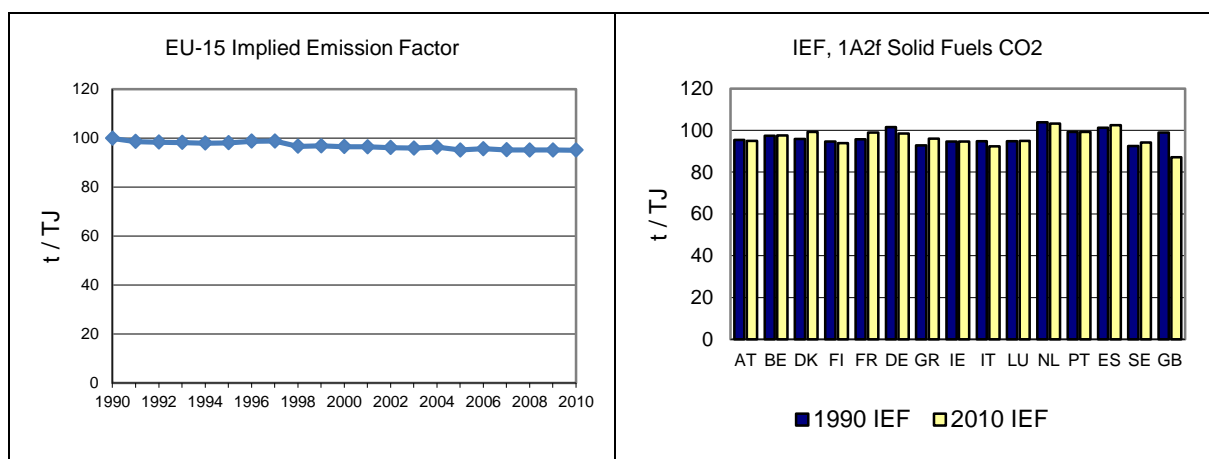 EU-15 Implied Emission Factor
120
100
80
60
40
20
0
t / TJ
1990 1992 1994 1996 1998 2000 2002 2004 2006 2008 2010
IEF, 1A2f Solid Fuels CO2
120
100
80
60
40
20
0
t / TJ
AT BE DK FI FR DE GR IE IT LU NL PT ES SE GB
1990 IEF 2010 IEF